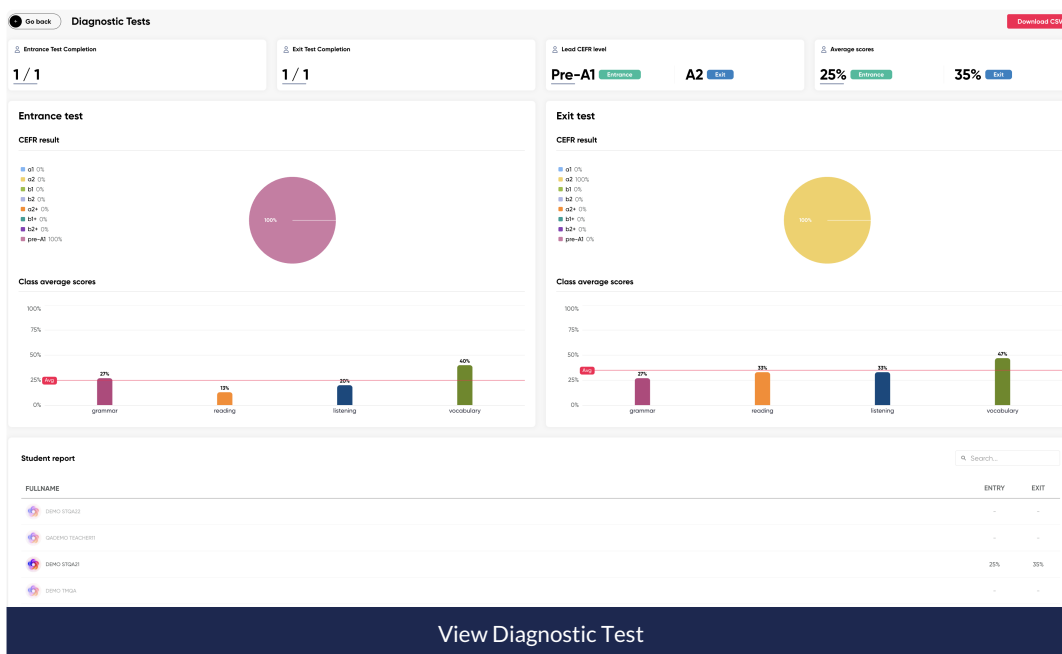 Go back
Diagnostic Tests
Download CSV
Entrance Test Completion
1 / 1
Exit Test Completion
1 / 1
Lead CEFR level
Pre-A1 Entrance A2 Exit
Average scores
25% Entrance 35% Exit
Entrance test
CEFR result
a1 0%
a2 0%
b1 0%
b2 0%
a2+ 0%
b1+ 0%
b2+ 0%
pre-A1 100%
100%
Class average scores
100%
75%
50%
25%
0%
Avg
27%
13%
20%
40%
grammar reading listening vocabulary
Exit test
CEFR result
a1 0%
a2 100%
b1 0%
b2 0%
a2+ 0%
b1+ 0%
b2+ 0%
pre-A1 0%
100%
Class average scores
100%
75%
50%
25%
0%
Avg
27%
33%
33%
47%
grammar reading listening vocabulary
Student report
Search...
FULLNAME ENTRY EXIT
DEMO STQA22 - -
QADEMO TEACHER11 - -
DEMO STQA21 25% 35%
DEMO TMQA - -
View Diagnostic Test